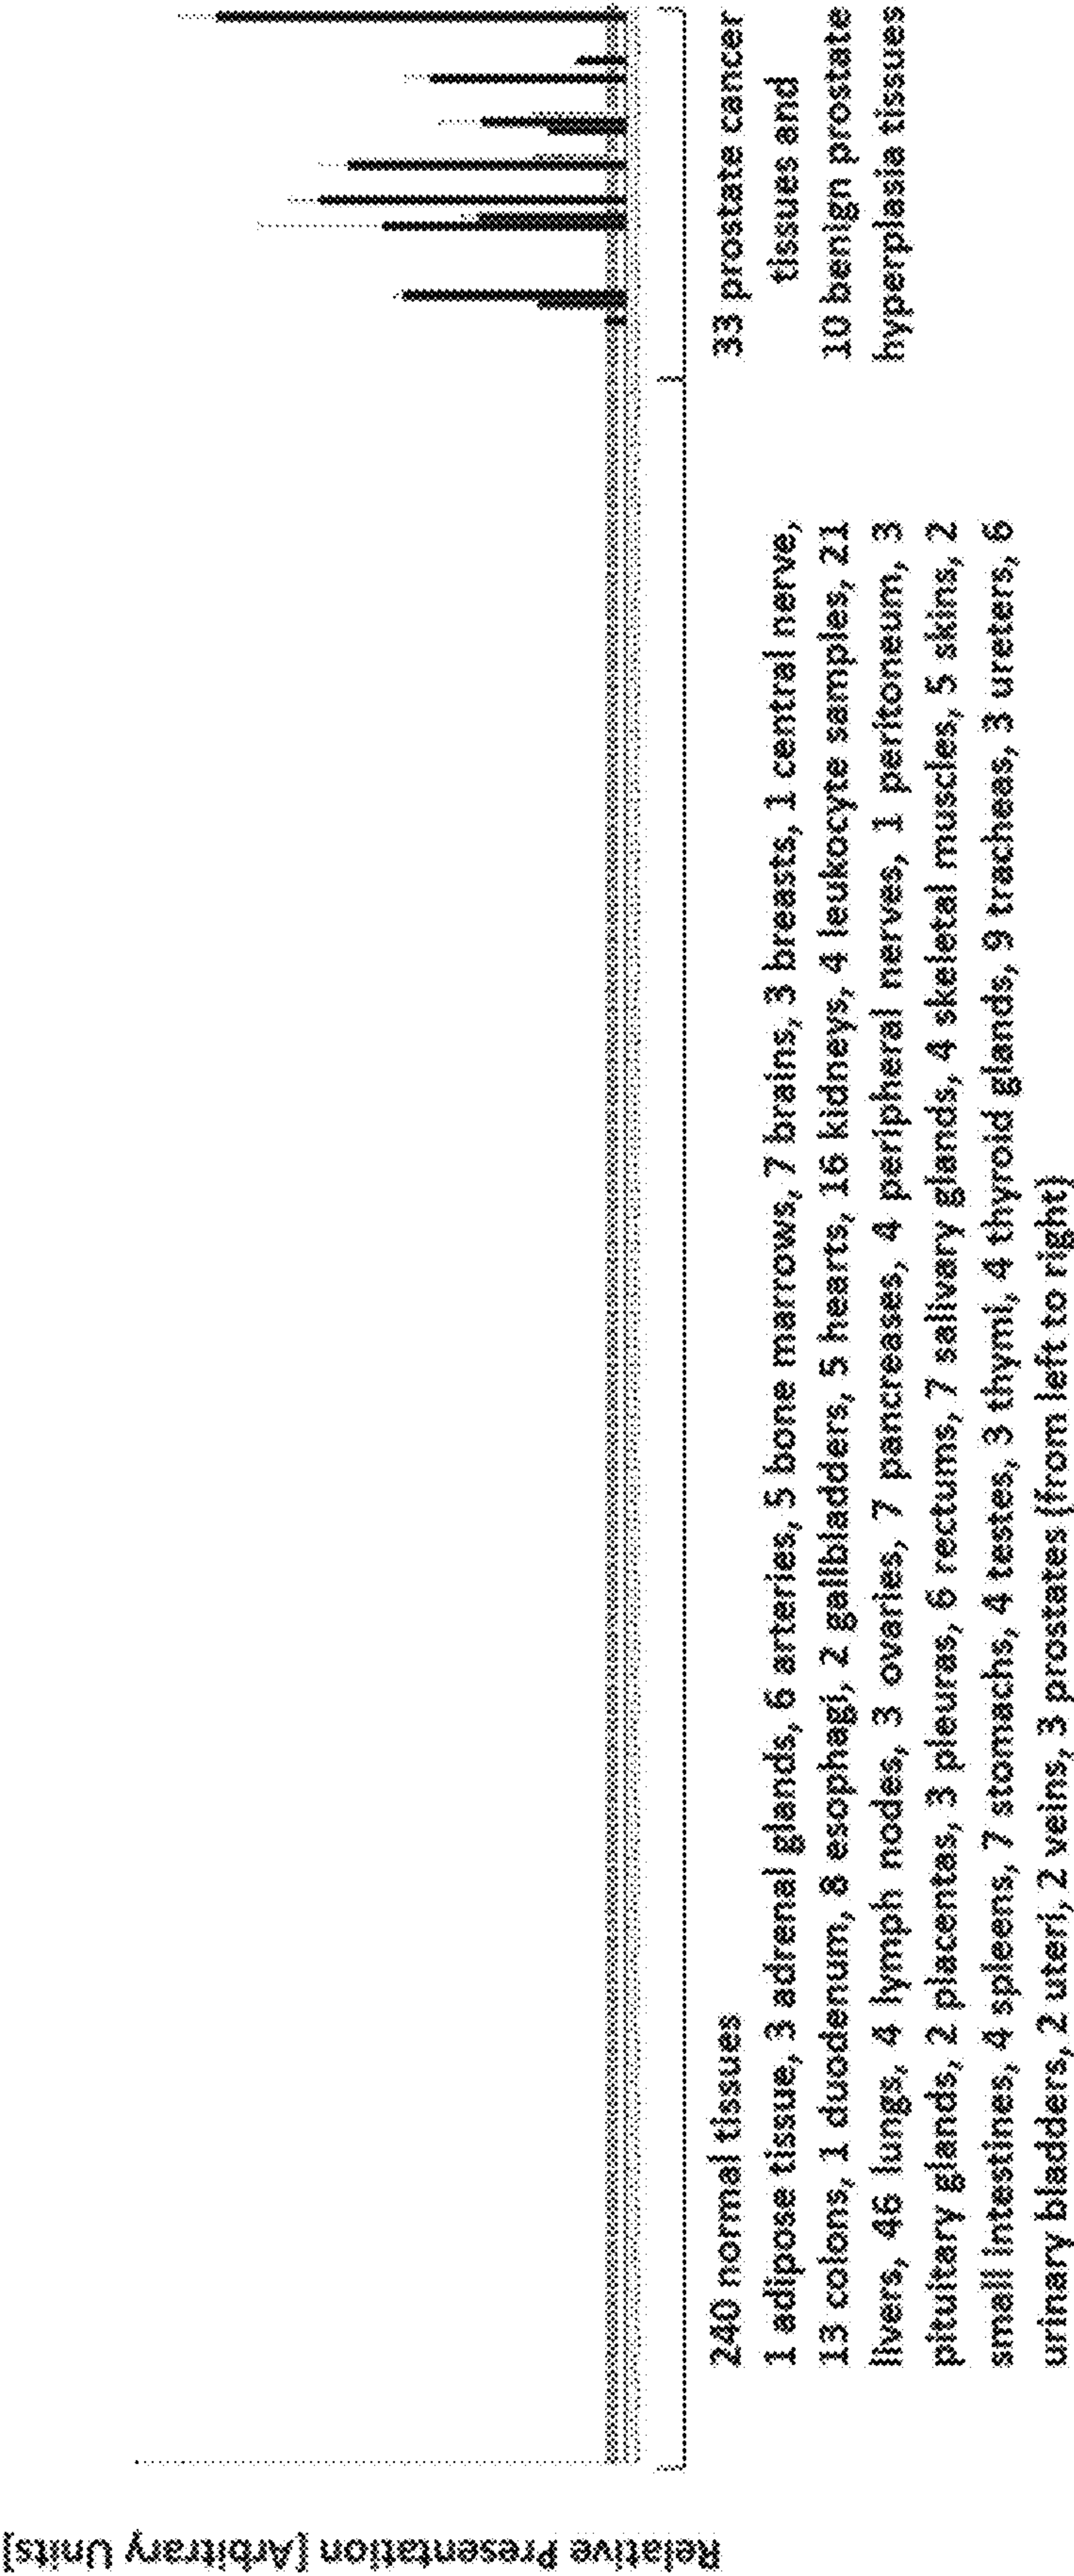 Relative Presentation [Arbitrary Units]
240 normal tissues
1 adipose tissue, 3 adrenal glands, 6 arteries, 5 bone marrows, 7 brains, 3 breasts, 1 central nerve,
13 colons, 1 duodenum, 8 esophagi, 2 gallbladders, 5 hearts, 16 kidneys, 4 leukocyte samples, 21
livers, 46 lungs, 4 lymph nodes, 3 ovaries, 7 pancreases, 4 peripheral nerves, 1 peritoneum, 3
pituitary glands, 2 placentas, 3 pleuras, 6 rectums, 7 salivary glands, 4 skeletal muscles, 5 skins, 2
small intestines, 4 spleens, 7 stomachs, 4 testes, 3 thymi, 4 thyroid glands, 9 tracheas, 3 ureters, 6
urinary bladders, 2 uteri, 2 veins, 3 prostates (from left to right)
33 prostate cancer
tissues and
10 benign prostate
hyperplasia tissues